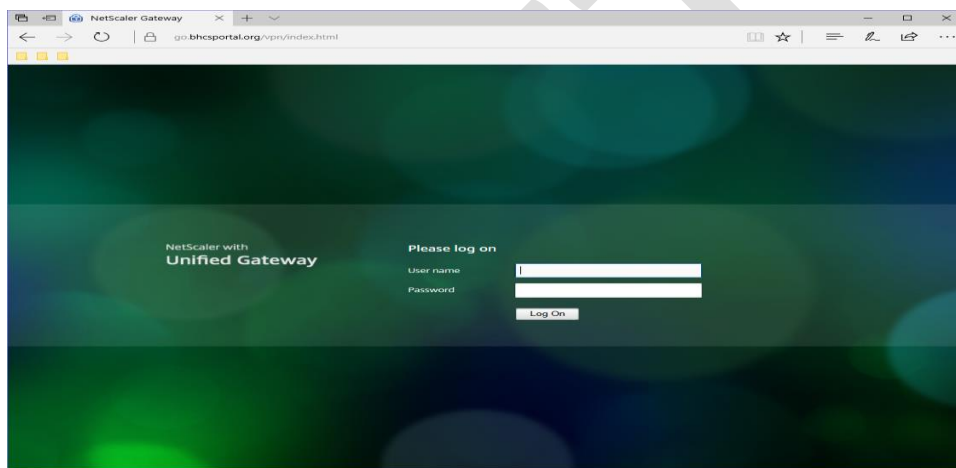 NetScaler Gateway
go.bhcsportal.org/vpn/index.html
NetScaler with
Unified Gateway
Please log on
User name
Password
Log On